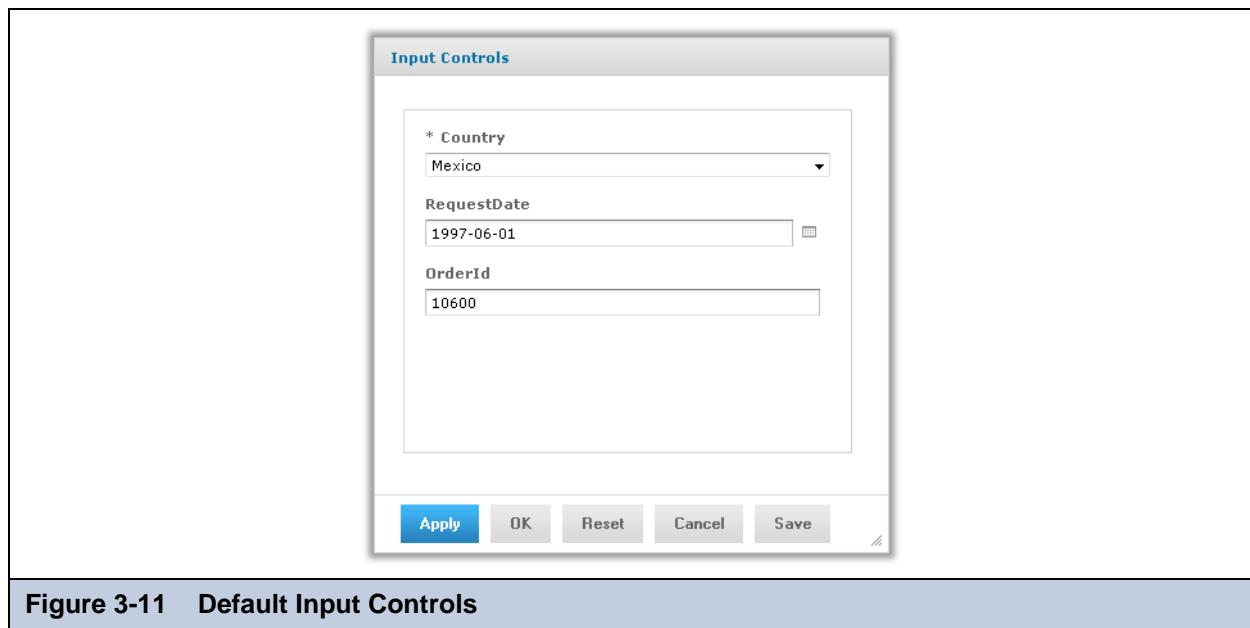 Input Controls
* Country
Mexico
RequestDate
1997-06-01
OrderId
10600
Apply OK Reset Cancel Save
Figure 3-11 Default Input Controls